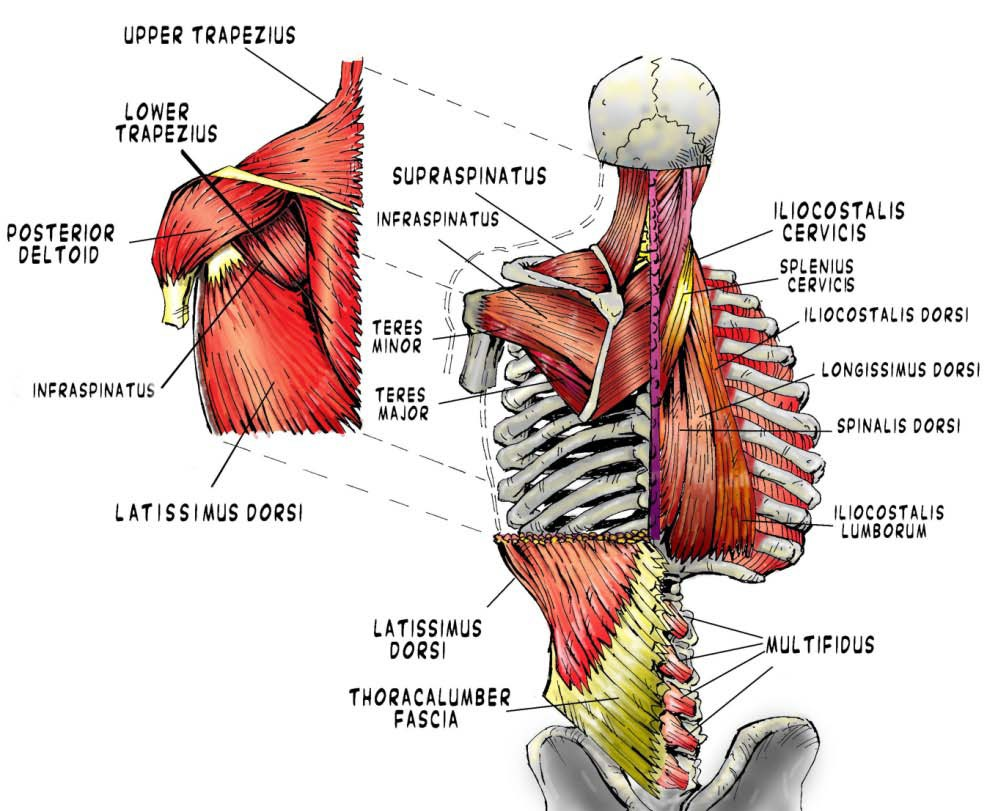 UPPER TRAPEZIUS
LOWER
TRAPEZIUS
POSTERIOR
DELTOID
INFRASPINATUS
LATISSIMUS DORSI
SUPRASPINATUS
INFRASPINATUS
TERES
MINOR
TERES
MAJOR
LATISSIMUS
DORSI
THORACALUMBER
FASCIA
ILIOCOSTALIS
CERVICIS
SPLENIUS
CERVICIS
ILIOCOSTALIS DORSI
LONGISSIMUS DORSI
SPINALIS DORSI
ILIOCOSTALIS
LUMBORUM
MULTIFIDUS